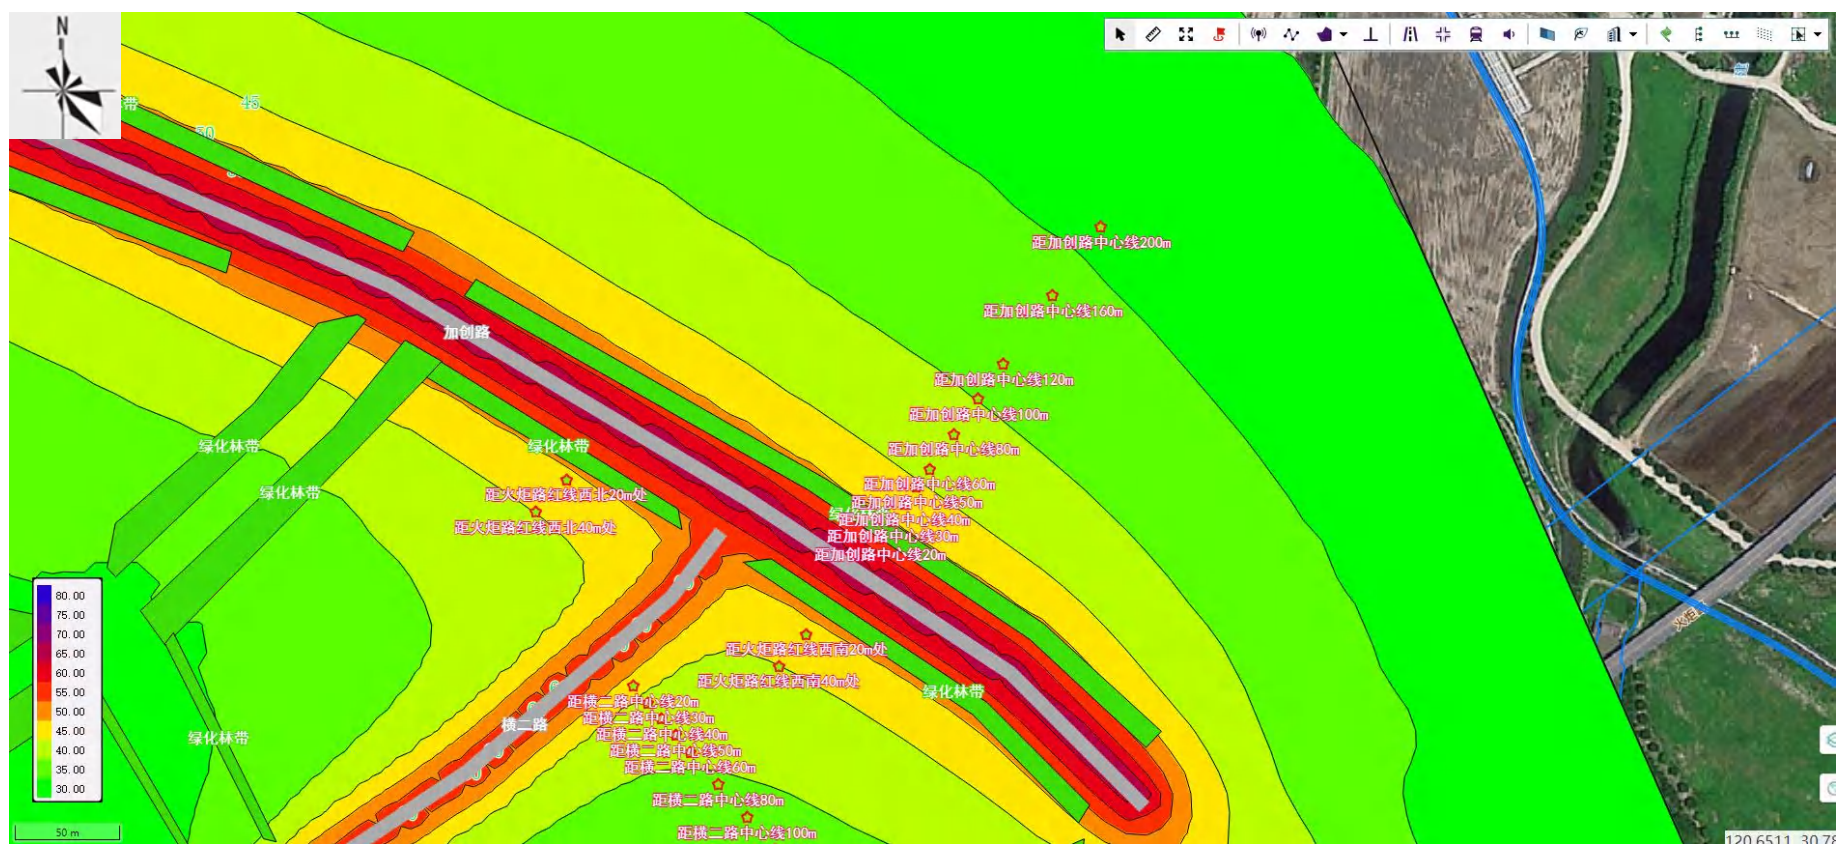 N
带
45
50
距加创路中心线200m
距加创路中心线160m
加创路
距加创路中心线120m
距加创路中心线100m
绿化林带
绿化林带
距加创路中心线80m
距加创路中心线60m
绿化林带
距火炬路红线西北20m处
距加创路中心线50m
距火炬路红线西北40m处
距加创路中心线40m
距加创路中心线30m
距加创路中心线20m
80.00
75.00
70.00
65.00
60.00
55.00
50.00
45.00
40.00
35.00
30.00
距火炬路红线西南20m处
距火炬路红线西南40m处
绿化林带
距横二路中心线20m
距横二路中心线30m
横二路
距横二路中心线40m
绿化林带
距横二路中心线50m
距横二路中心线60m
距横二路中心线80m
距横二路中心线100m
50 m
120.6511, 30.78